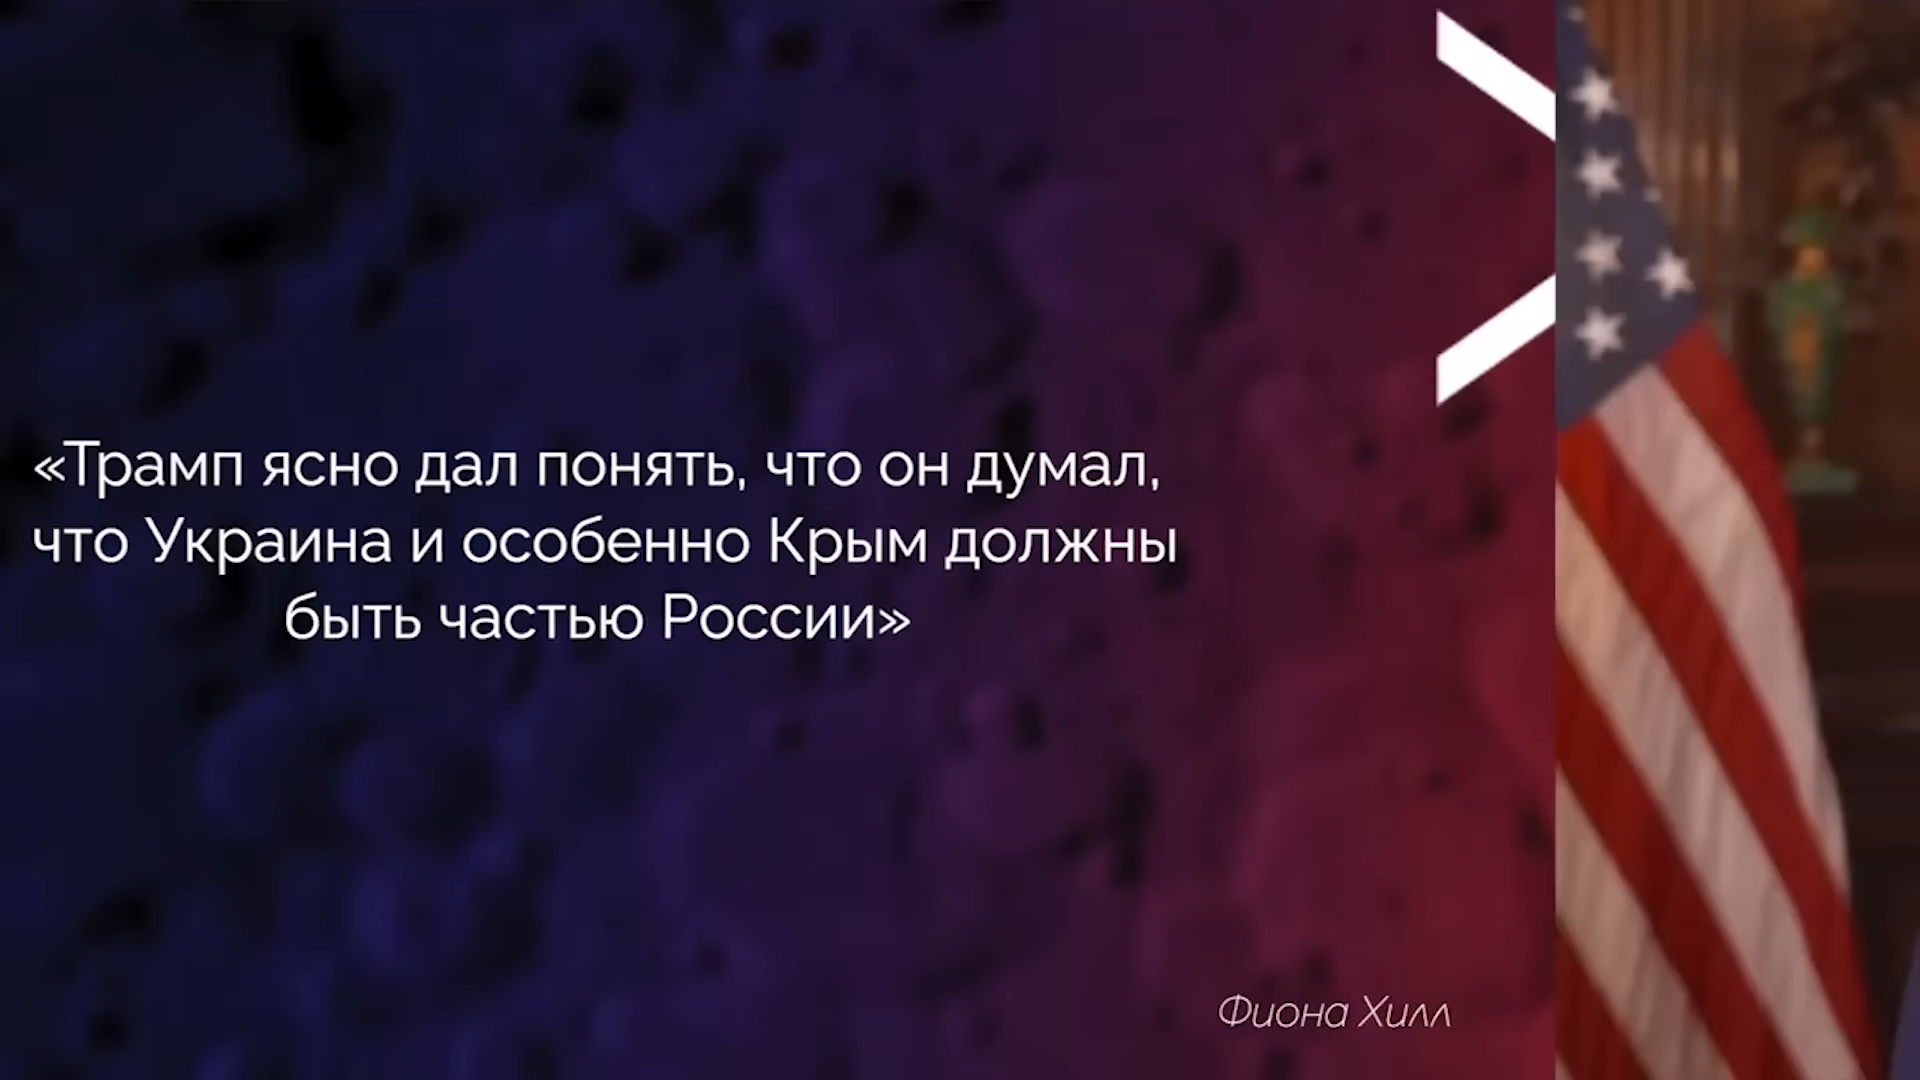 «Трамп ясно дал понять, что он думал,
что Украина и особенно Крым должны
быть частью России»
Фиона Хилл